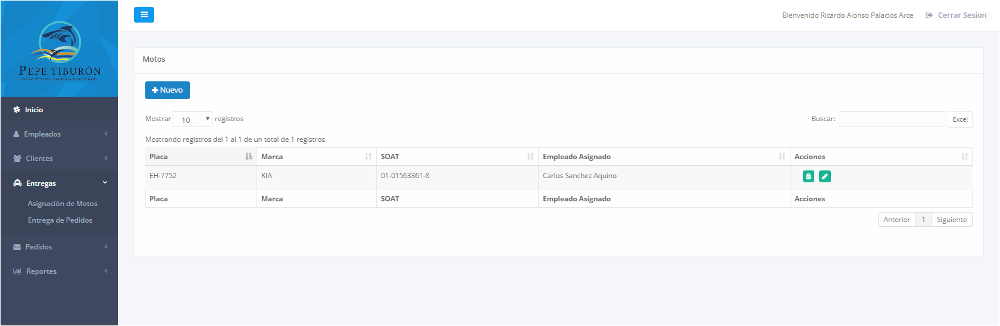 Bienvenido Ricardo Alonso Palacios Arce Cerrar Sesion
PEPE TIBURÓN
Inicio
Empleados
Clientes
Entregas
Asignación de Motos
Entrega de Pedidos
Pedidos
Reportes
Motos
Nuevo
Mostrar 10 registros Buscar: Excel
Mostrando registros del 1 al 1 de un total de 1 registros
Placa Marca SOAT Empleado Asignado Acciones
EH-7752 KIA 01-01563361-8 Carlos Sanchez Aquino
Placa Marca SOAT Empleado Asignado Acciones
Anterior 1 Siguiente